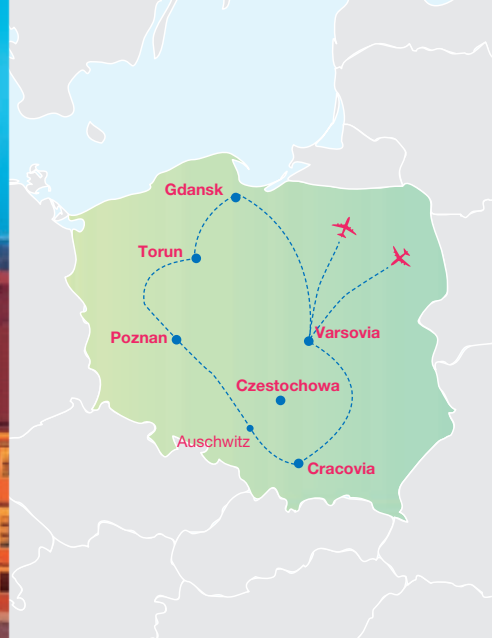 Gdansk
Torun
Varsovia
Poznan
Czestochowa
Auschwitz
Cracovia